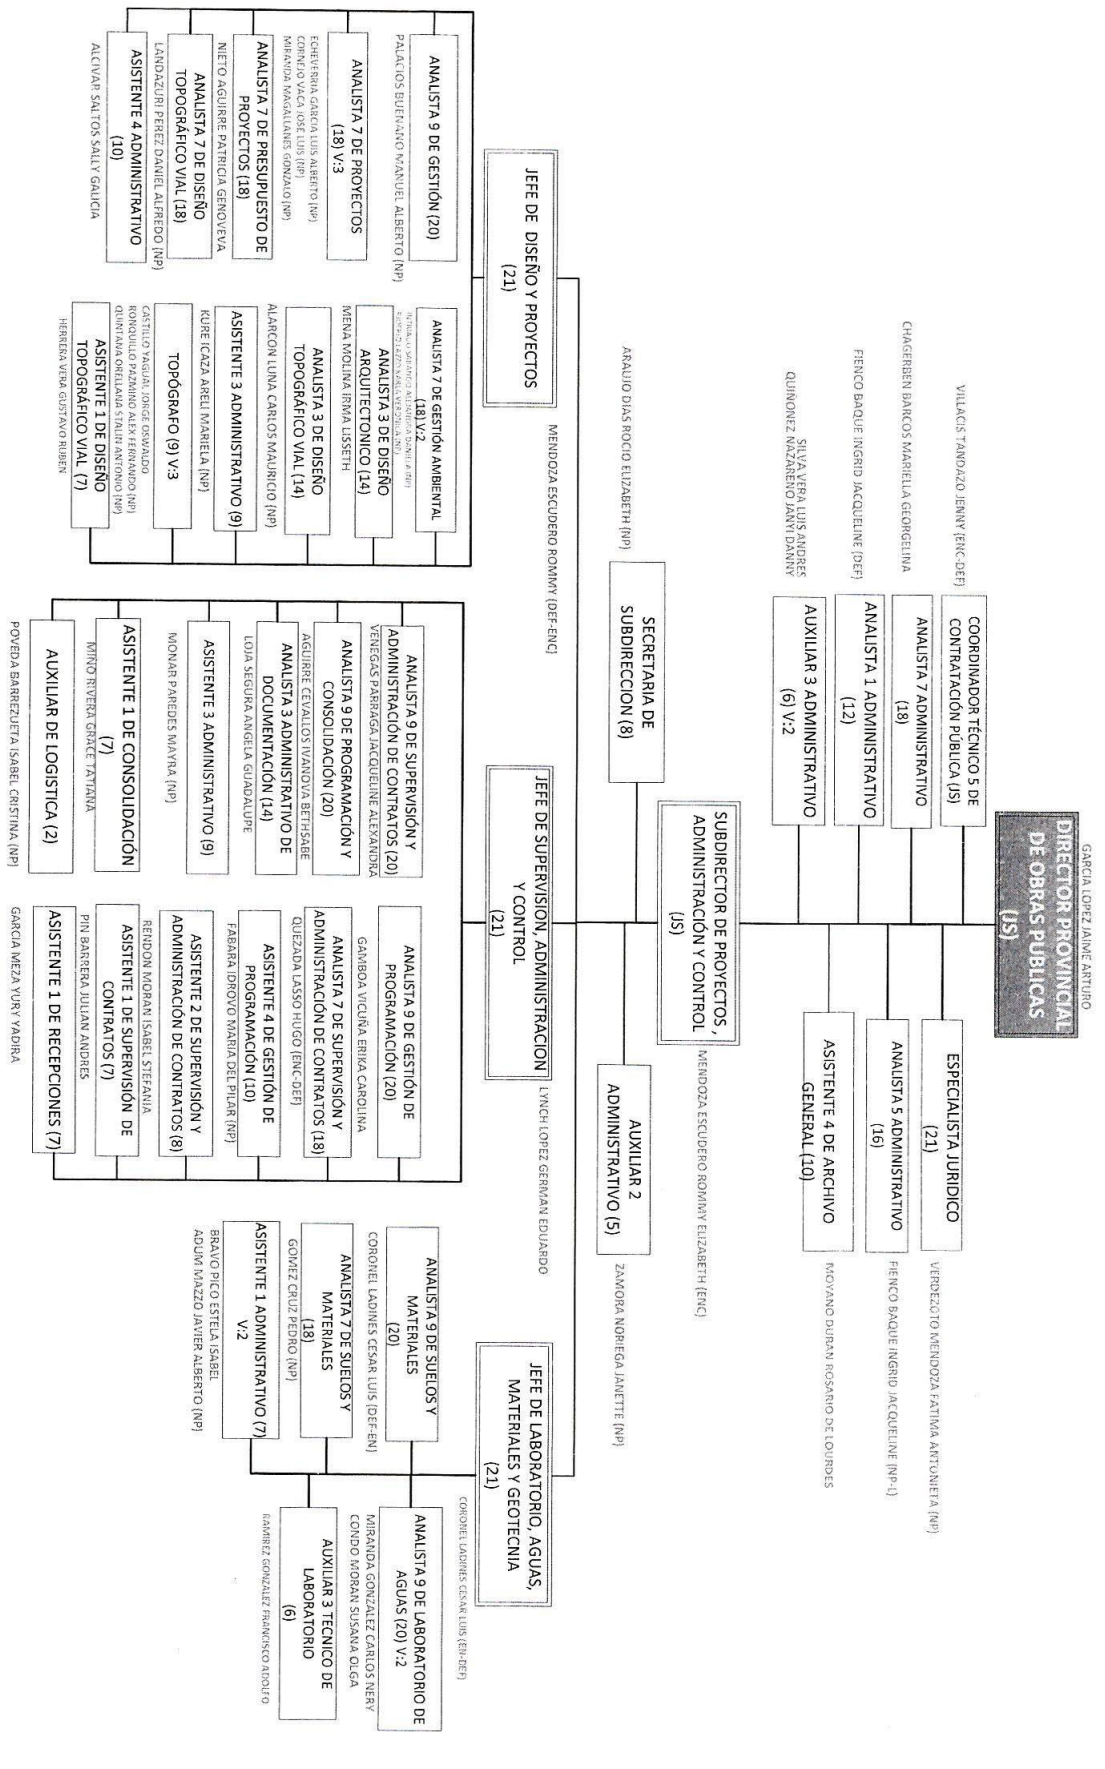 GARCIA LOPEZ JAIME ARTURO
DIRECTOR PROVINCIAL
DE OBRAS PUBLICAS
(JS)
VILLACIS TANDAZO JENNY (ENC-DEF)
COORDINADOR TÉCNICO 5 DE
CONTRATACIÓN PÚBLICA (JS)
ESPECIALISTA JURIDICO
(21)
VERDEZOTO MENDOZA FATIMA ANTONIETA (NP)
CHAGERBEN BARCOS MARIELLA GEORGELINA
ANALISTA 7 ADMINISTRATIVO
(18)
ANALISTA 5 ADMINISTRATIVO
(16)
FIENCO BAQUE INGRID JACQUELINE (NP-L)
FIENCO BAQUE INGRID JACQUELINE (DEF)
ANALISTA 1 ADMINISTRATIVO
(12)
ASISTENTE 4 DE ARCHIVO
GENERAL (10)
MOYANO DURAN ROSARIO DE LOURDES
SILVA VERA LUIS ANDRES
QUIÑONEZ NAZARENO JANYI DANNY
AUXILIAR 3 ADMINISTRATIVO
(6) V:2
SUBDIRECTOR DE PROYECTOS ,
ADMINISTRACIÓN Y CONTROL
(JS)
MENDOZA ESCUDERO ROMMY ELIZABETH (ENC)
ARAUJO DIAS ROCIO ELIZABETH (NP)
SECRETARIA DE
SUBDIRECCION (8)
AUXILIAR 2
ADMINISTRATIVO (5)
ZAMORA NORIEGA JANETTE (NP)
JEFE DE DISEÑO Y PROYECTOS
(21)
MENDOZA ESCUDERO ROMMY (DEF-ENC)
ANALISTA 9 DE GESTIÓN (20)
PALACIOS BUENANO MANUEL ALBERTO (NP)
ANALISTA 7 DE PROYECTOS
(18) V:3
ECHEVERRIA GARCIA LUIS ALBERTO (NP)
CORNEJO VACA JOSE LUIS (NP)
MIRANDA MAGALLANES GONZALO (NP)
ANALISTA 7 DE PRESUPUESTO DE
PROYECTOS (18)
NIETO AGUIRRE PATRICIA GENOVEVA
ANALISTA 7 DE DISEÑO
TOPOGRÁFICO VIAL (18)
LANDAZURI PEREZ DANIEL ALFREDO (NP)
ASISTENTE 4 ADMINISTRATIVO
(10)
ALCIVAR SALTOS SALLY GALICIA
ANALISTA 7 DE GESTIÓN AMBIENTAL
(18) V:2
ANALISTA 3 DE DISEÑO
ARQUITECTONICO (14)
MENA MOLINA IRMA LISSETH
ANALISTA 3 DE DISEÑO
TOPOGRÁFICO VIAL (14)
ALARCON LUNA CARLOS MAURICIO (NP)
ASISTENTE 3 ADMINISTRATIVO (9)
KURE ICAZA ARELI MARIELA (NP)
TOPÓGRAFO (9) V:3
CASTILLO YAGUAL JORGE OSWALDO
RONQUILLO PAZMINO ALEX FERNANDO (NP)
QUINTANA ORELLANA STALIN ANTONIO (NP)
ASISTENTE 1 DE DISEÑO
TOPOGRÁFICO VIAL (7)
HERRERA VERA GUSTAVO RUBEN
JEFE DE SUPERVISION, ADMINISTRACION
Y CONTROL
(21)
LYNCH LOPEZ GERMAN EDUARDO
ANALISTA 9 DE SUPERVISIÓN Y
ADMINISTRACIÓN DE CONTRATOS (20)
VENEGAS PARRAGA JACQUELINE ALEXANDRA
ANALISTA 9 DE PROGRAMACIÓN Y
CONSOLIDACIÓN (20)
AGUIRRE CEVALLOS IVANOVA BETHSABE
ANALISTA 3 ADMINISTRATIVO DE
DOCUMENTACIÓN (14)
LOJA SEGURA ANGELA GUADALUPE
ASISTENTE 3 ADMINISTRATIVO (9)
MONAR PAREDES MAYRA (NP)
ASISTENTE 1 DE CONSOLIDACIÓN
(7)
MIÑO RIVERA GRACE TATIANA
AUXILIAR DE LOGISTICA (2)
POVEDA BARREZUETA ISABEL CRISTINA (NP)
ANALISTA 9 DE GESTIÓN DE
PROGRAMACIÓN (20)
GAMBOA VICUÑA ERIKA CAROLINA
ANALISTA 7 DE SUPERVISIÓN Y
ADMINISTRACIÓN DE CONTRATOS (18)
QUEZADA LASSO HUGO (ENC-DEF)
ASISTENTE 4 DE GESTIÓN DE
PROGRAMACIÓN (10)
FABARA IDROVO MARIA DEL PILAR (NP)
ASISTENTE 2 DE SUPERVISIÓN Y
ADMINISTRACIÓN DE CONTRATOS (8)
RENDON MORAN ISABEL STEFANIA
ASISTENTE 1 DE SUPERVISIÓN DE
CONTRATOS (7)
PIN BARRERA JULIAN ANDRES
ASISTENTE 1 DE RECEPCIONES (7)
GARCIA MEZA YURY YADIRA
JEFE DE LABORATORIO, AGUAS,
MATERIALES Y GEOTECNIA
(21)
CORONEL LADINES CESAR LUIS (EN-DEF)
ANALISTA 9 DE SUELOS Y
MATERIALES
(20)
CORONEL LADINES CESAR LUIS (DEF-EN)
ANALISTA 7 DE SUELOS Y
MATERIALES
(18)
GOMEZ CRUZ PEDRO (NP)
ASISTENTE 1 ADMINISTRATIVO (7)
V:2
BRAVO PICO ESTELA ISABEL
ADUM MAZZO JAVIER ALBERTO (NP)
ANALISTA 9 DE LABORATORIO DE
AGUAS (20) V:2
MIRANDA GONZALEZ CARLOS NERY
CONDO MORAN SUSANA OLGA
AUXILIAR 3 TECNICO DE
LABORATORIO
(6)
RAMIREZ GONZALEZ FRANCISCO ADOLFO